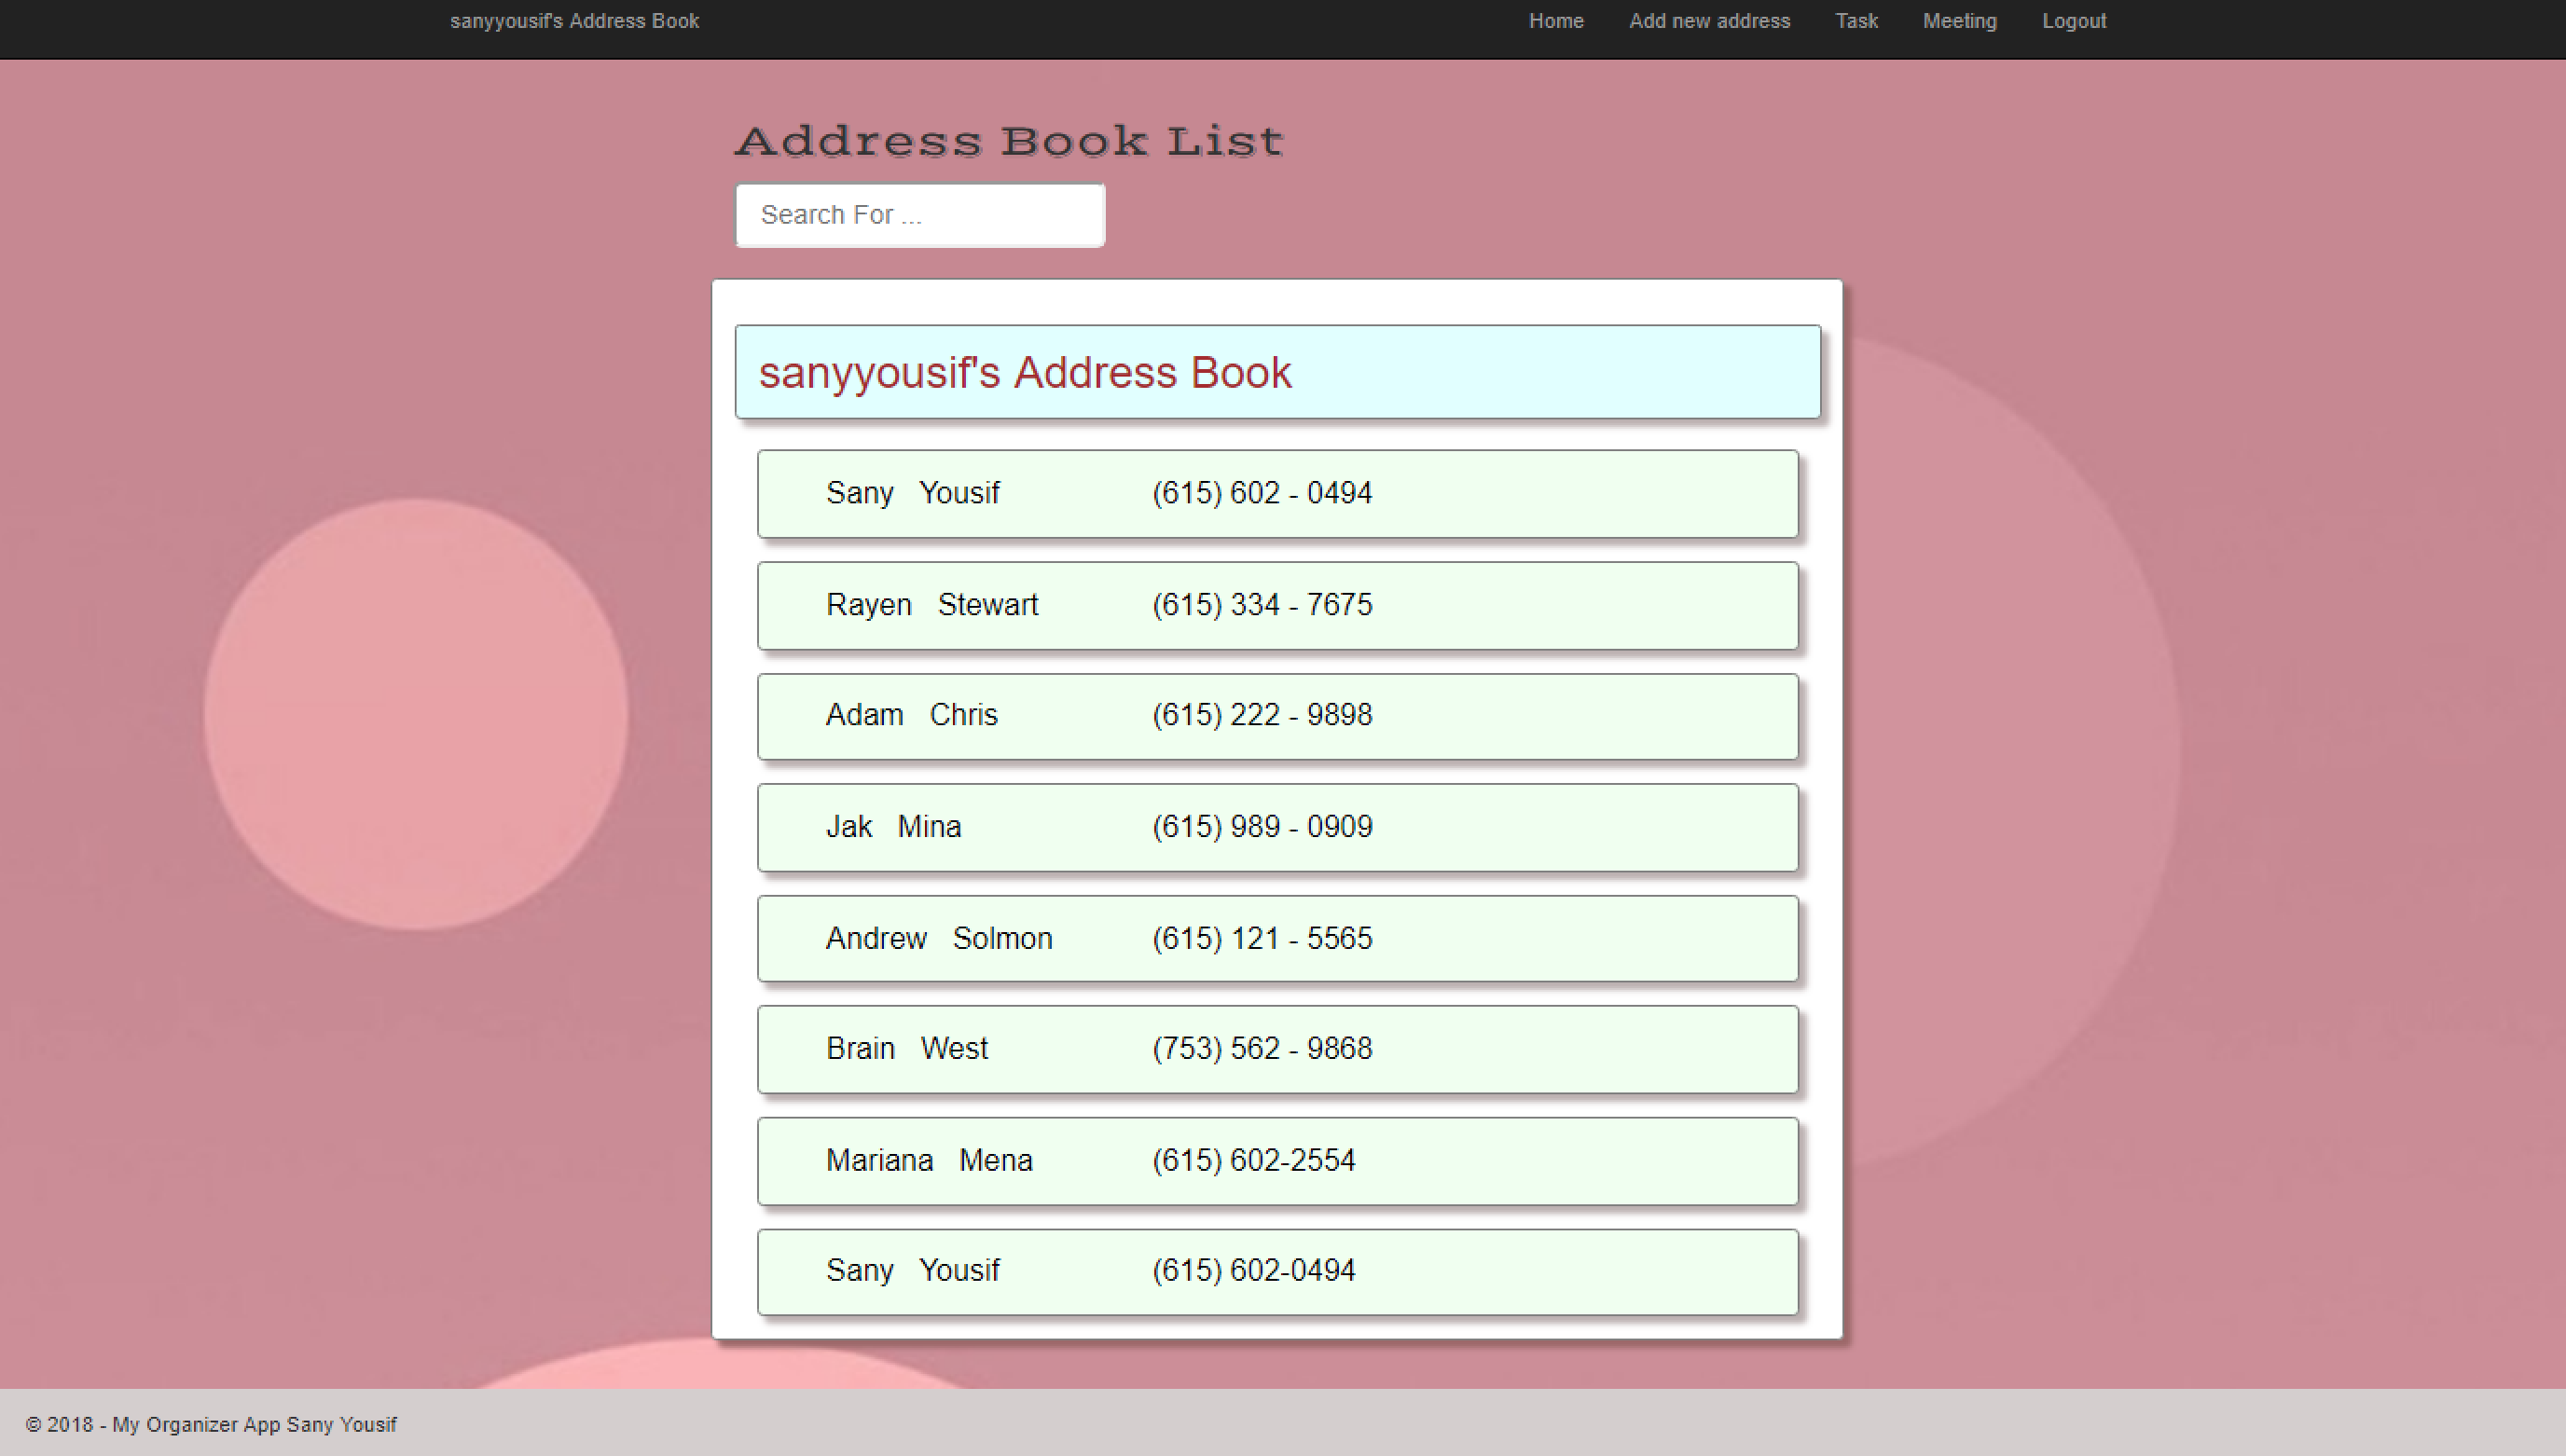 sanyyousif's Address Book Home Add new address Task Meeting Logout
Address Book List
Search For ...
sanyyousif's Address Book
Sany Yousif (615) 602 - 0494
Rayen Stewart (615) 334 - 7675
Adam Chris (615) 222 - 9898
Jak Mina (615) 989 - 0909
Andrew Solmon (615) 121 - 5565
Brain West (753) 562 - 9868
Mariana Mena (615) 602-2554
Sany Yousif (615) 602-0494
© 2018 - My Organizer App Sany Yousif